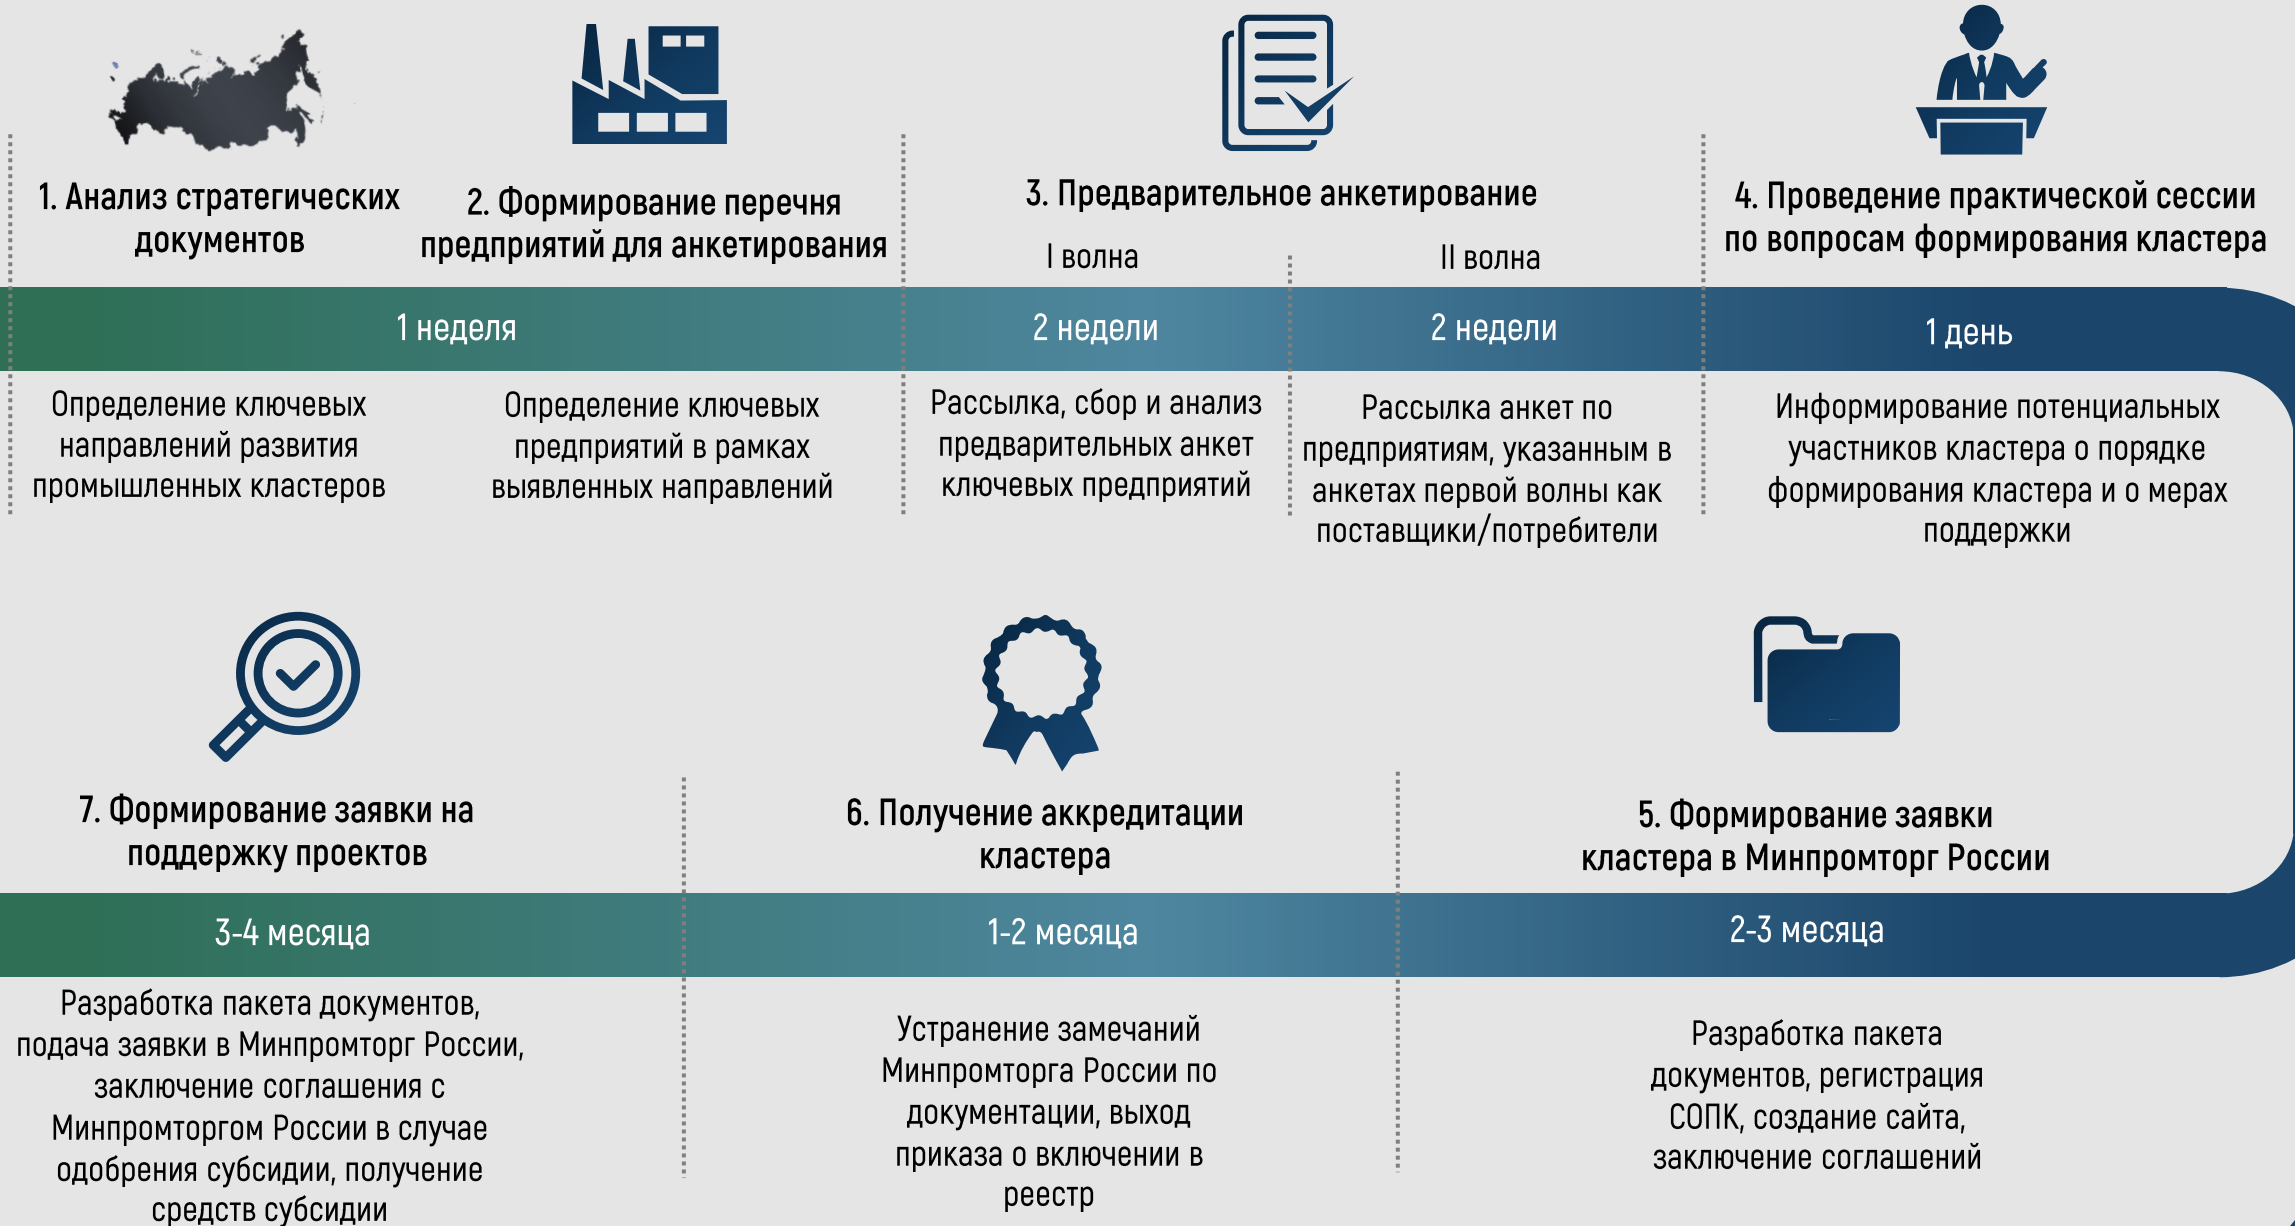 1. Анализ стратегических
документов
2. Формирование перечня
предприятий для анкетирования
3. Предварительное анкетирование
I волна
II волна
4. Проведение практической сессии
по вопросам формирования кластера
1 неделя
2 недели
2 недели
1 день
Определение ключевых
направлений развития
промышленных кластеров
Определение ключевых
предприятий в рамках
выявленных направлений
Рассылка, сбор и анализ
предварительных анкет
ключевых предприятий
Рассылка анкет по
предприятиям, указанным в
анкетах первой волны как
поставщики/потребители
Информирование потенциальных
участников кластера о порядке
формирования кластера и о мерах
поддержки
7. Формирование заявки на
поддержку проектов
6. Получение аккредитации
кластера
5. Формирование заявки
кластера в Минпромторг России
3-4 месяца
1-2 месяца
2-3 месяца
Разработка пакета документов,
подача заявки в Минпромторг России,
заключение соглашения с
Минпромторгом России в случае
одобрения субсидии, получение
средств субсидии
Устранение замечаний
Минпромторга России по
документации, выход
приказа о включении в
реестр
Разработка пакета
документов, регистрация
СОПК, создание сайта,
заключение соглашений